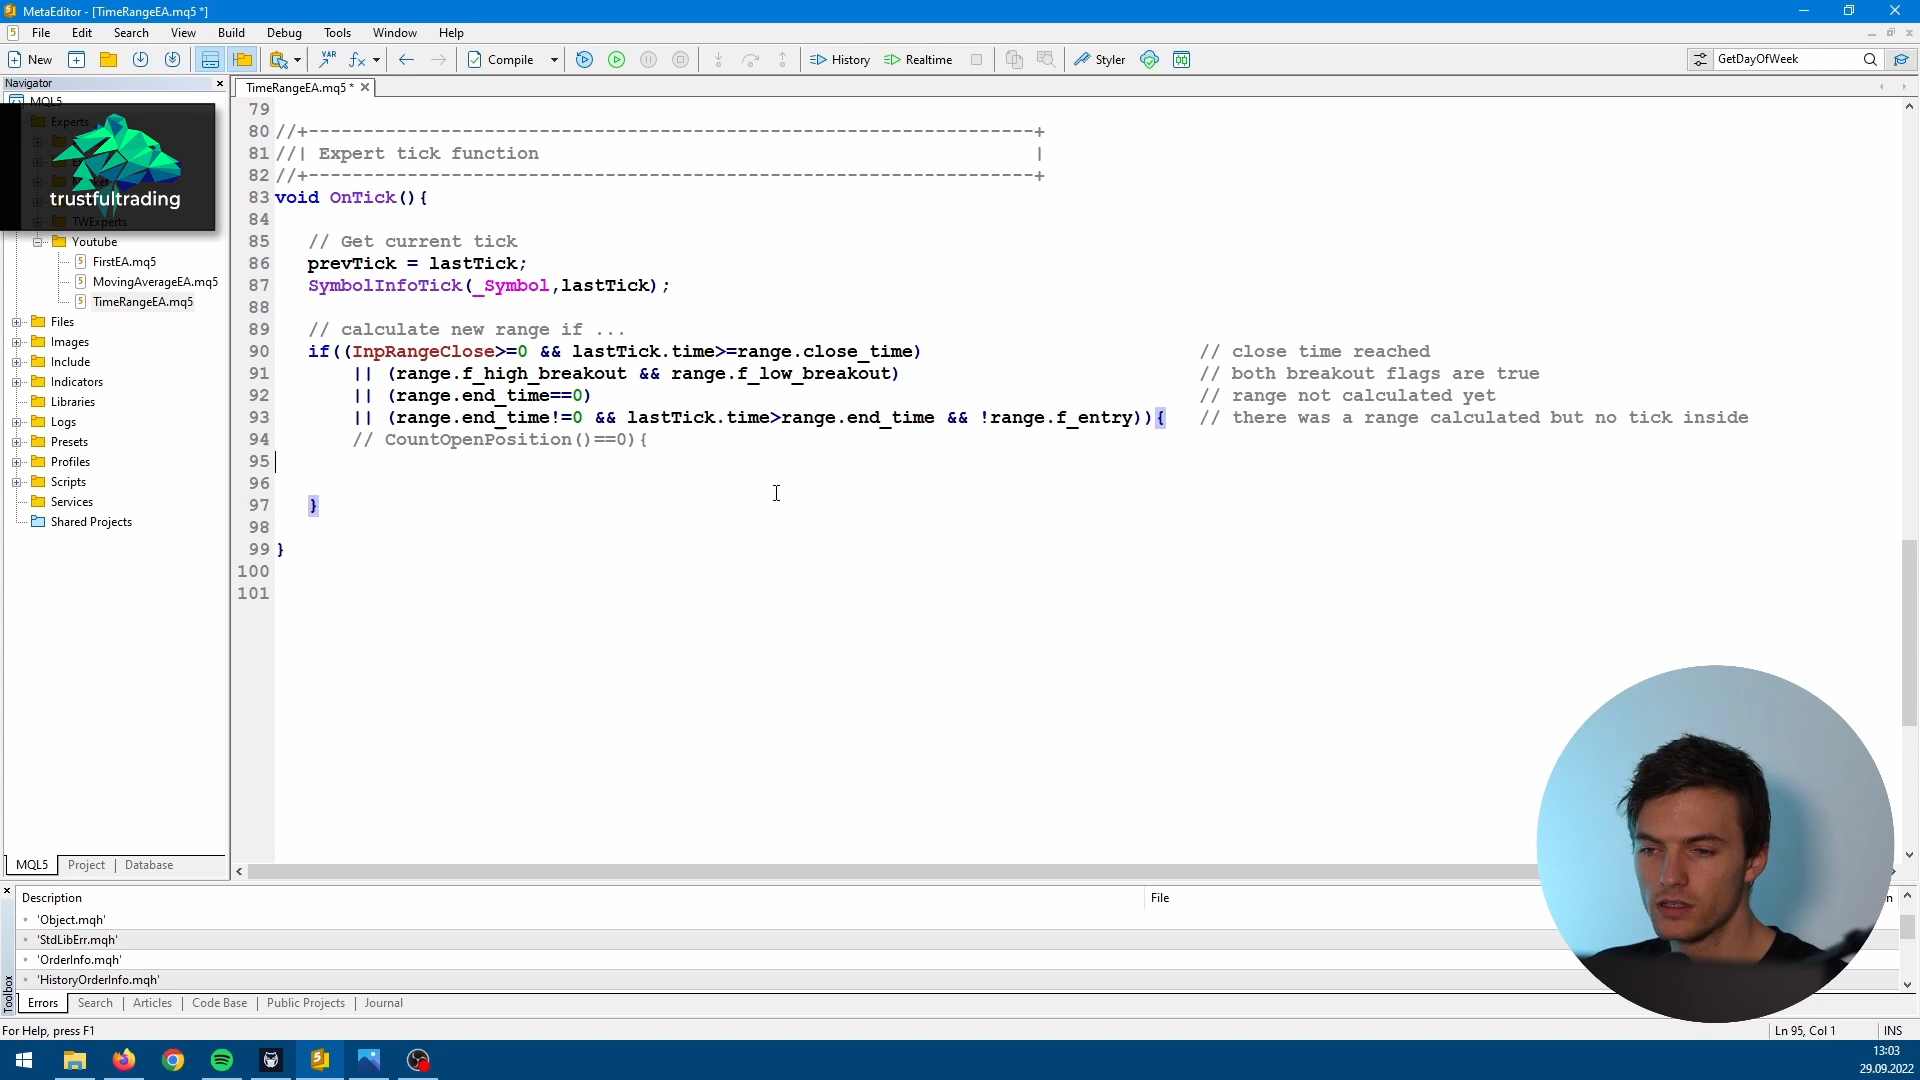 MetaEditor - [TimeRangeEA.mq5 *]
File Edit Search View Build Debug Tools Window Help
New VAR fx Compile History Realtime Styler GetDayOfWeek
Navigator
TimeRangeEA.mq5 *
MQL5
Experts
trustfultrading
TWExperts
Youtube
FirstEA.mq5
MovingAverageEA.mq5
TimeRangeEA.mq5
Files
Images
Include
Indicators
Libraries
Logs
Presets
Profiles
Scripts
Services
Shared Projects
MQL5 Project Database
79
80 //+------------------------------------------------------------------+
81 //| Expert tick function |
82 //+------------------------------------------------------------------+
83 void OnTick(){
84
85 // Get current tick
86 prevTick = lastTick;
87 SymbolInfoTick(_Symbol,lastTick);
88
89 // calculate new range if ...
90 if((InpRangeClose>=0 && lastTick.time>=range.close_time) // close time reached
91 || (range.f_high_breakout && range.f_low_breakout) // both breakout flags are true
92 || (range.end_time==0) // range not calculated yet
93 || (range.end_time!=0 && lastTick.time>range.end_time && !range.f_entry)){ // there was a range calculated but no tick inside
94 // CountOpenPosition()==0){
95
96
97 }
98
99 }
100
101
Description File
'Object.mqh'
'StdLibErr.mqh'
'OrderInfo.mqh'
'HistoryOrderInfo.mqh'
Toolbox
Errors Search Articles Code Base Public Projects Journal
For Help, press F1 Ln 95, Col 1 INS
13:03
29.09.2022